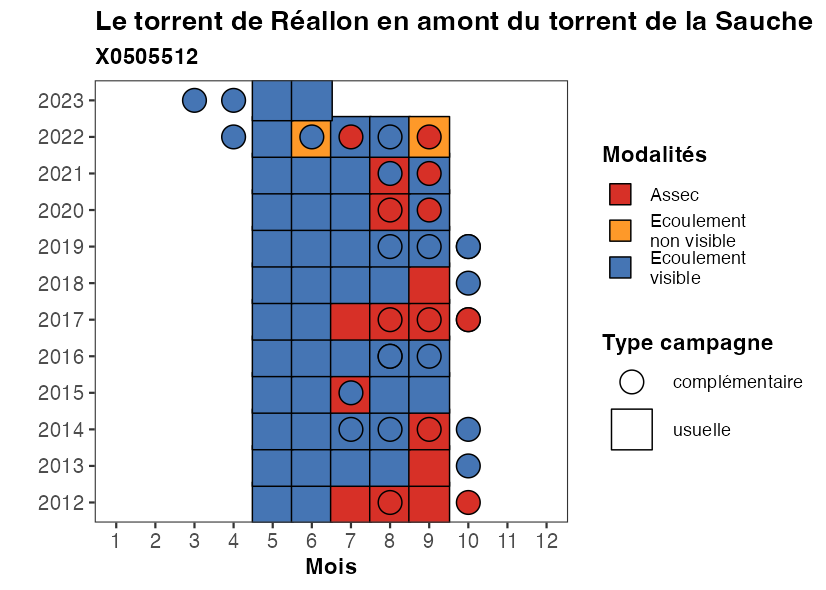 Le torrent de Réallon en amont du torrent de la Sauche
X0505512
2023
2022
2021
2020
2019
2018
2017
2016
2015
2014
2013
2012
1 2 3 4 5 6 7 8 9 10 11 12
Mois
Modalités
Assec
Ecoulement
non visible
Ecoulement
visible
Type campagne
complémentaire
usuelle